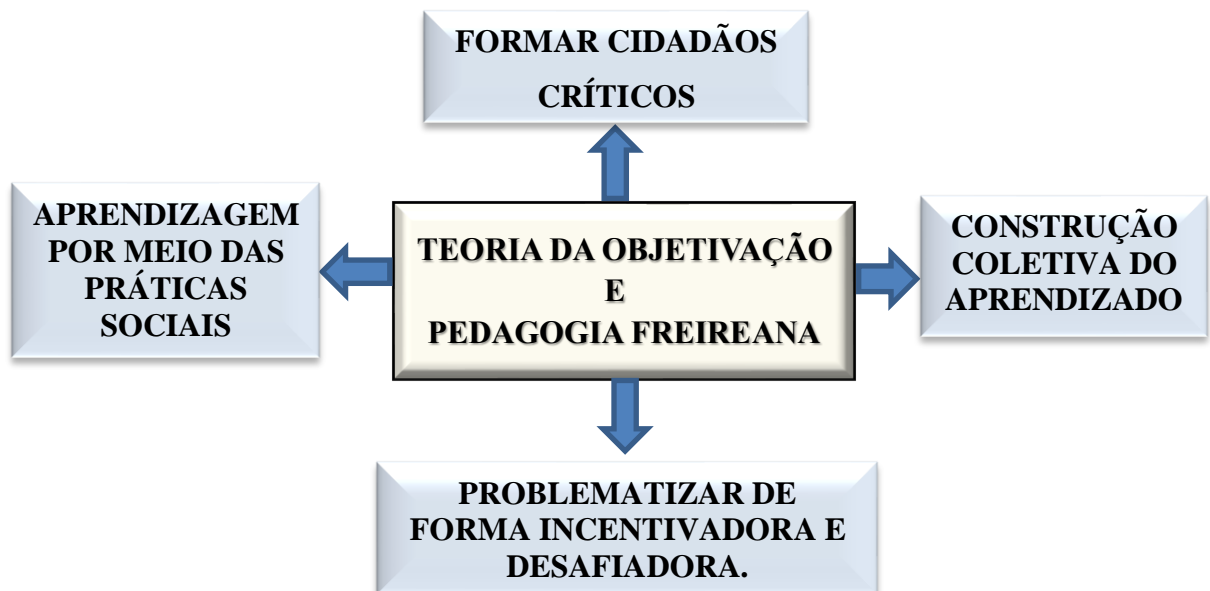 FORMAR CIDADÃOS
CRÍTICOS
APRENDIZAGEM
POR MEIO DAS
PRÁTICAS
SOCIAIS
TEORIA DA OBJETIVAÇÃO
E
PEDAGOGIA FREIREANA
CONSTRUÇÃO
COLETIVA DO
APRENDIZADO
PROBLEMATIZAR DE
FORMA INCENTIVADORA E
DESAFIADORA.